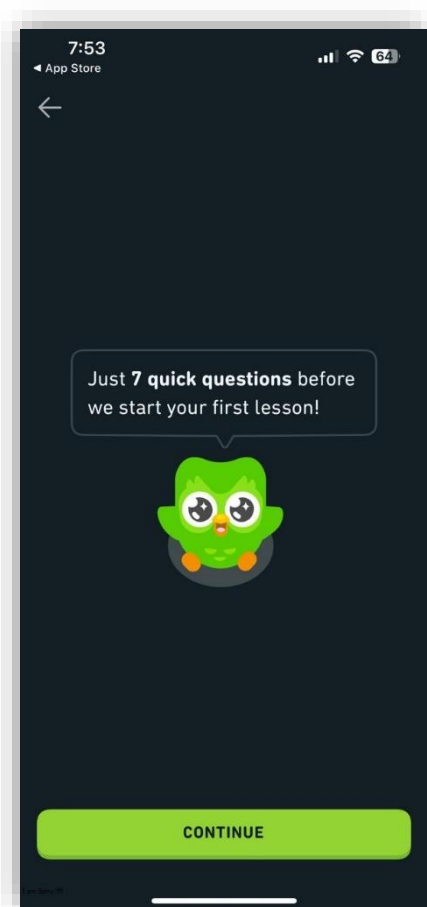 7:53
◀ App Store
64
Just 7 quick questions before
we start your first lesson!
CONTINUE